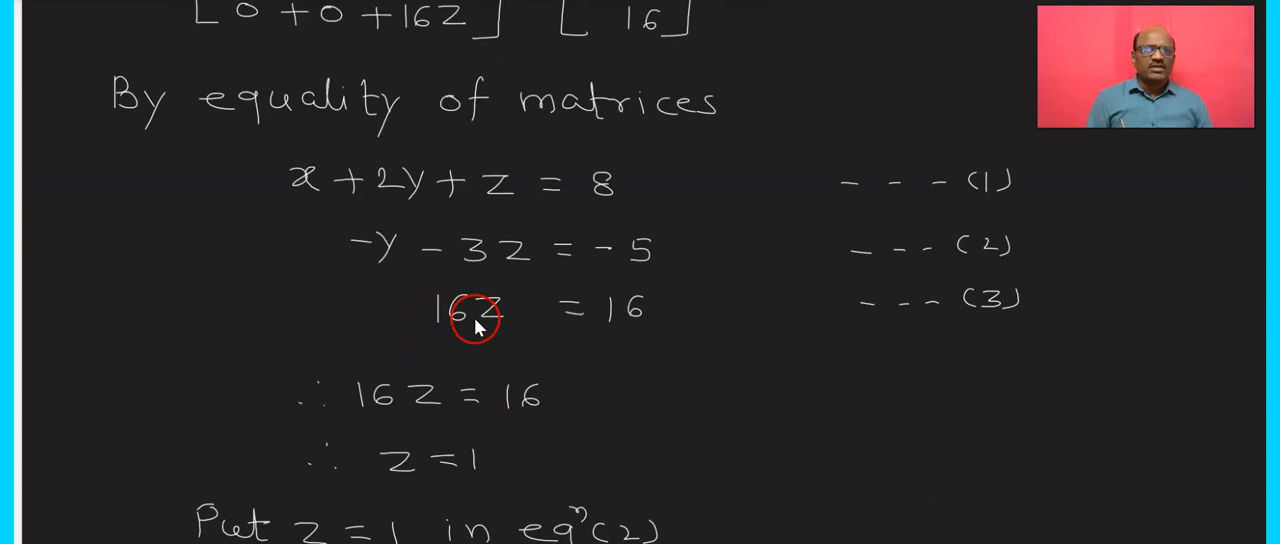 [ 0 + 0 + 16z ] [ 16 ]
By equality of matrices
x + 2y + z = 8 - - - (1)
-y - 3z = - 5 - - - (2)
16z = 16 - - - (3)
∴ 16z = 16
∴ z = 1
Put z = 1 in eqⁿ (2)